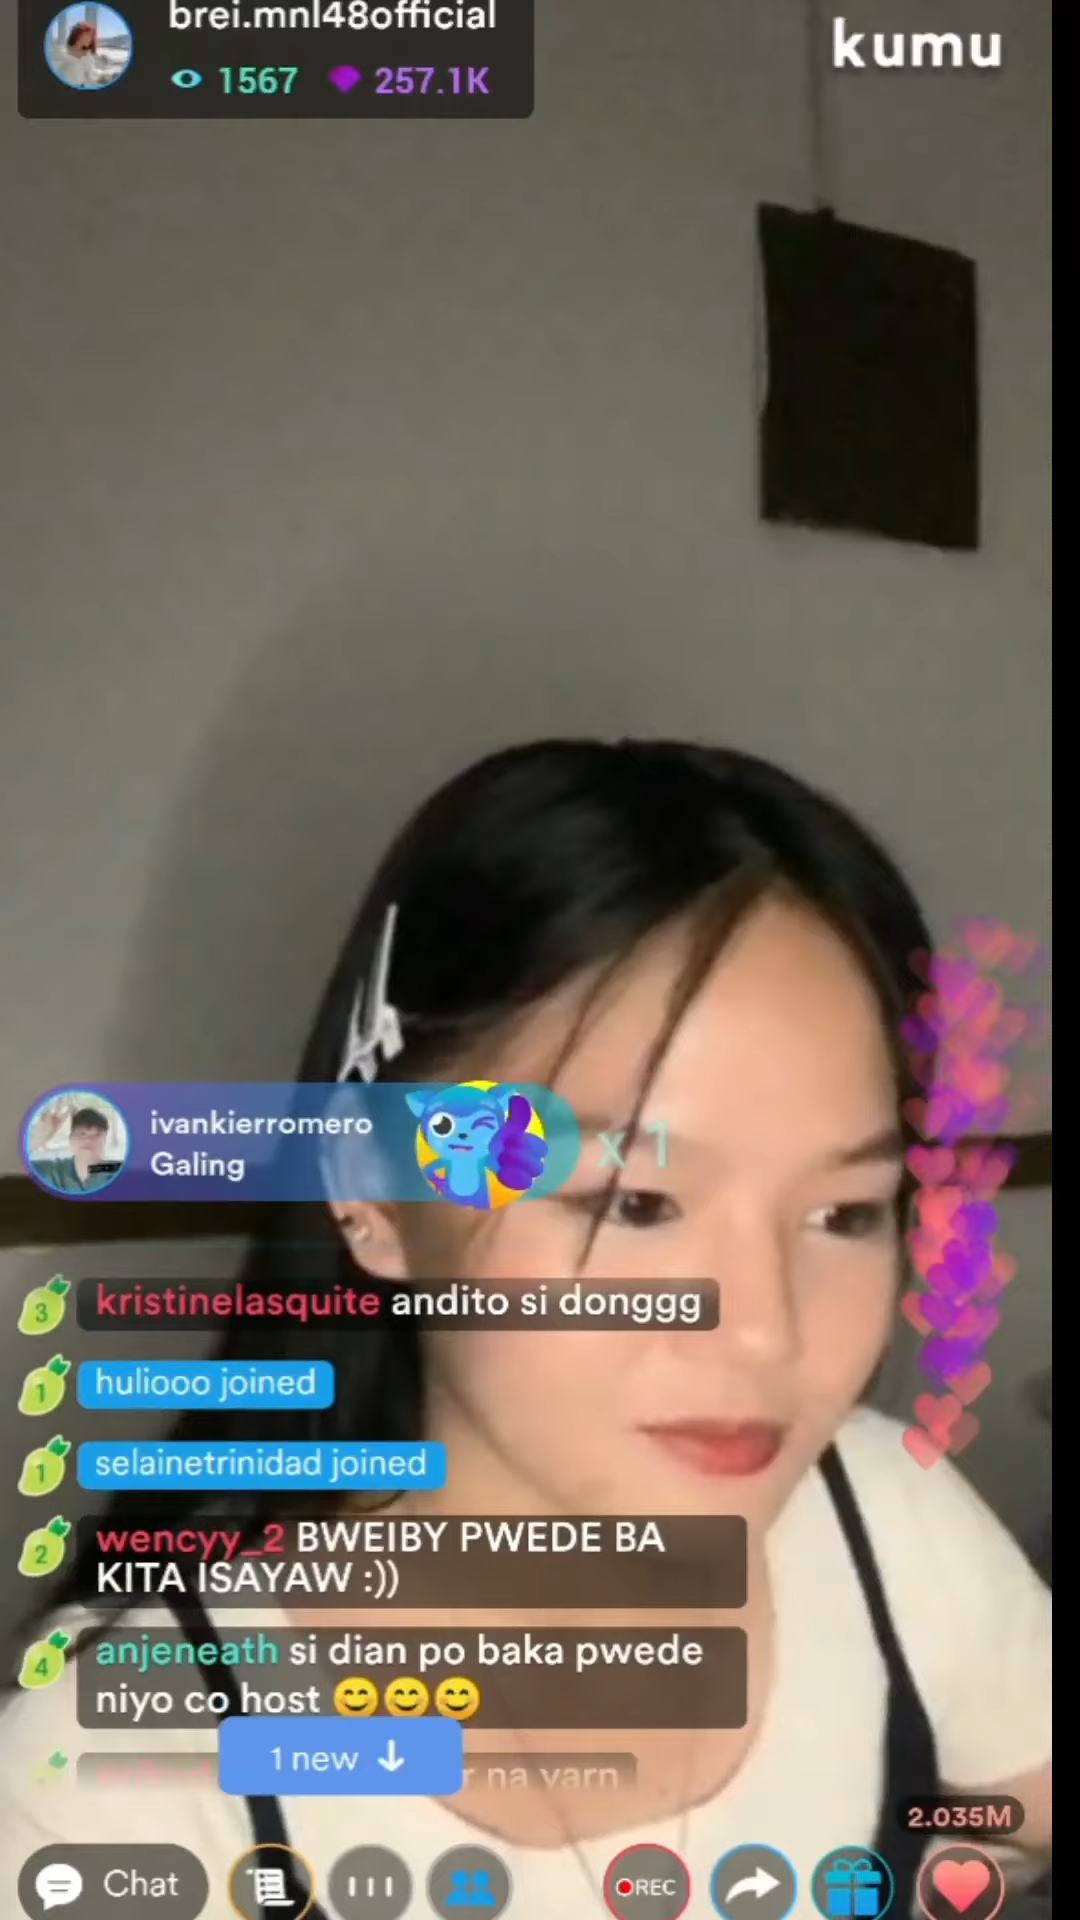 brei.mnl48official
kumu
1567 257.1K
ivankierromero
Galing
x 1
3 kristinelasquite andito si donggg
1 huliooo joined
1 selainetrinidad joined
2 wencyy_2 BWEIBY PWEDE BA
KITA ISAYAW :))
4 anjeneath si dian po baka pwede
niyo co host 😊😊😊
1 new ↓
na yarn
2.035M
Chat
REC